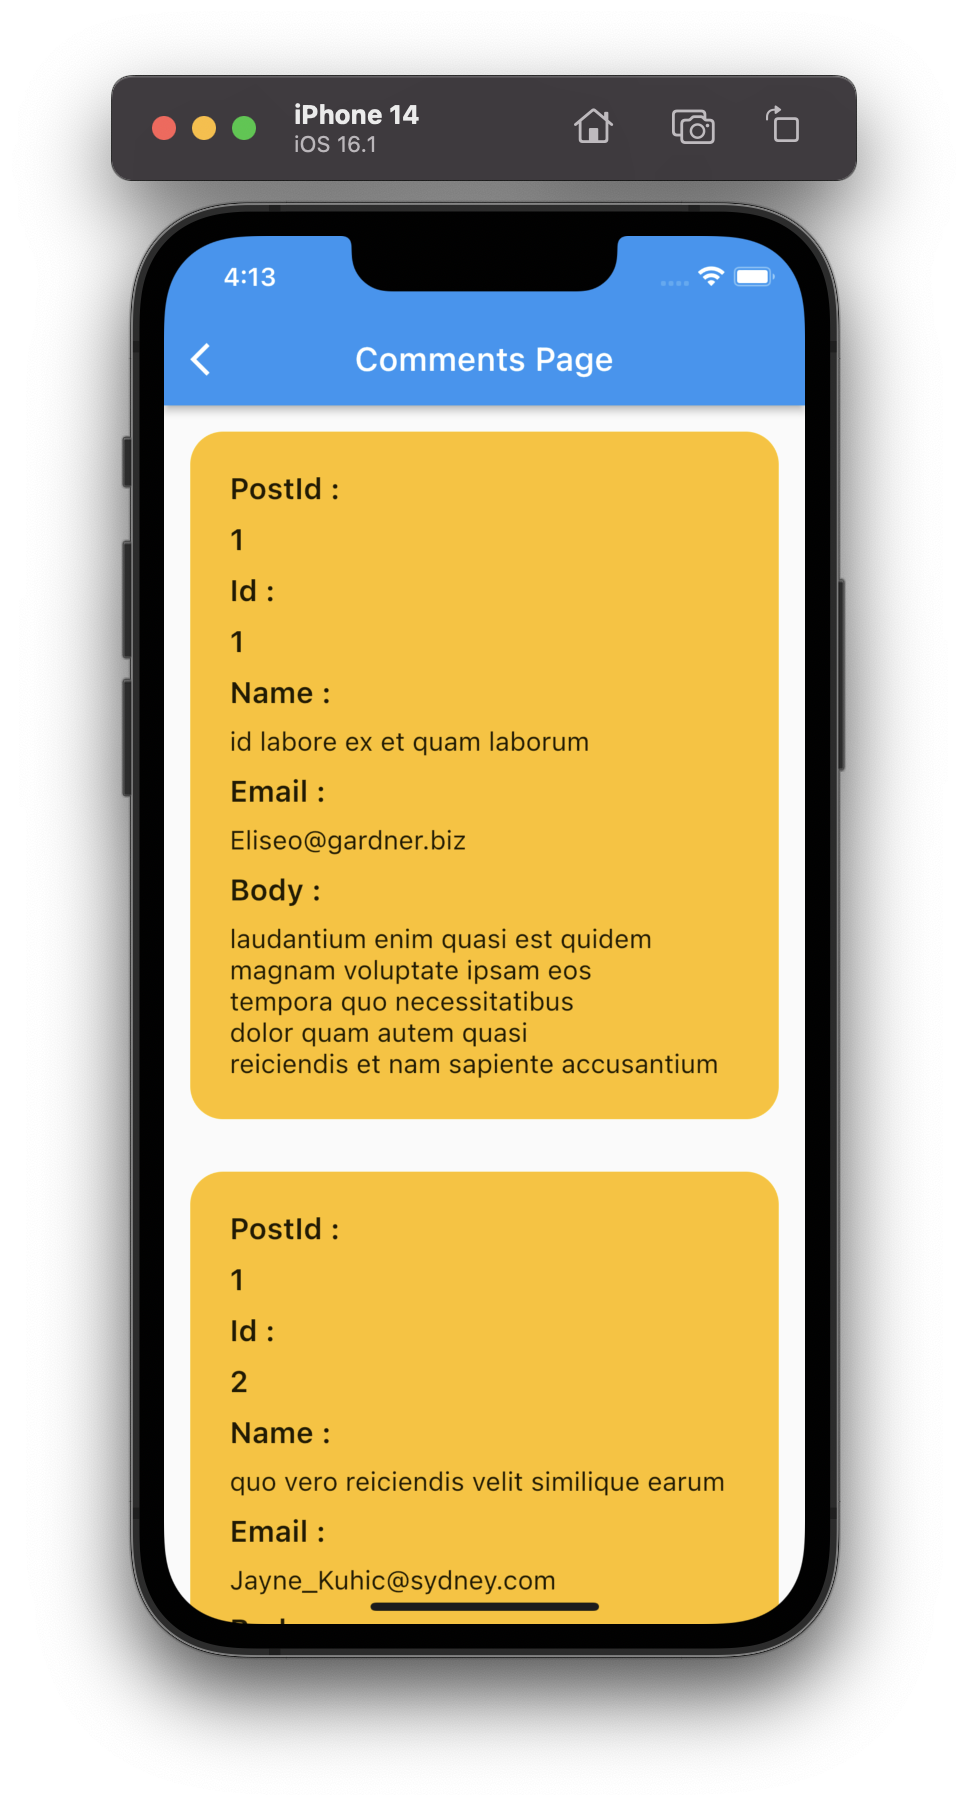 iPhone 14
iOS 16.1
4:13
Comments Page
PostId :
1
Id :
1
Name :
id labore ex et quam laborum
Email :
Eliseo@gardner.biz
Body :
laudantium enim quasi est quidem
magnam voluptate ipsam eos
tempora quo necessitatibus
dolor quam autem quasi
reiciendis et nam sapiente accusantium
PostId :
1
Id :
2
Name :
quo vero reiciendis velit similique earum
Email :
Jayne_Kuhic@sydney.com